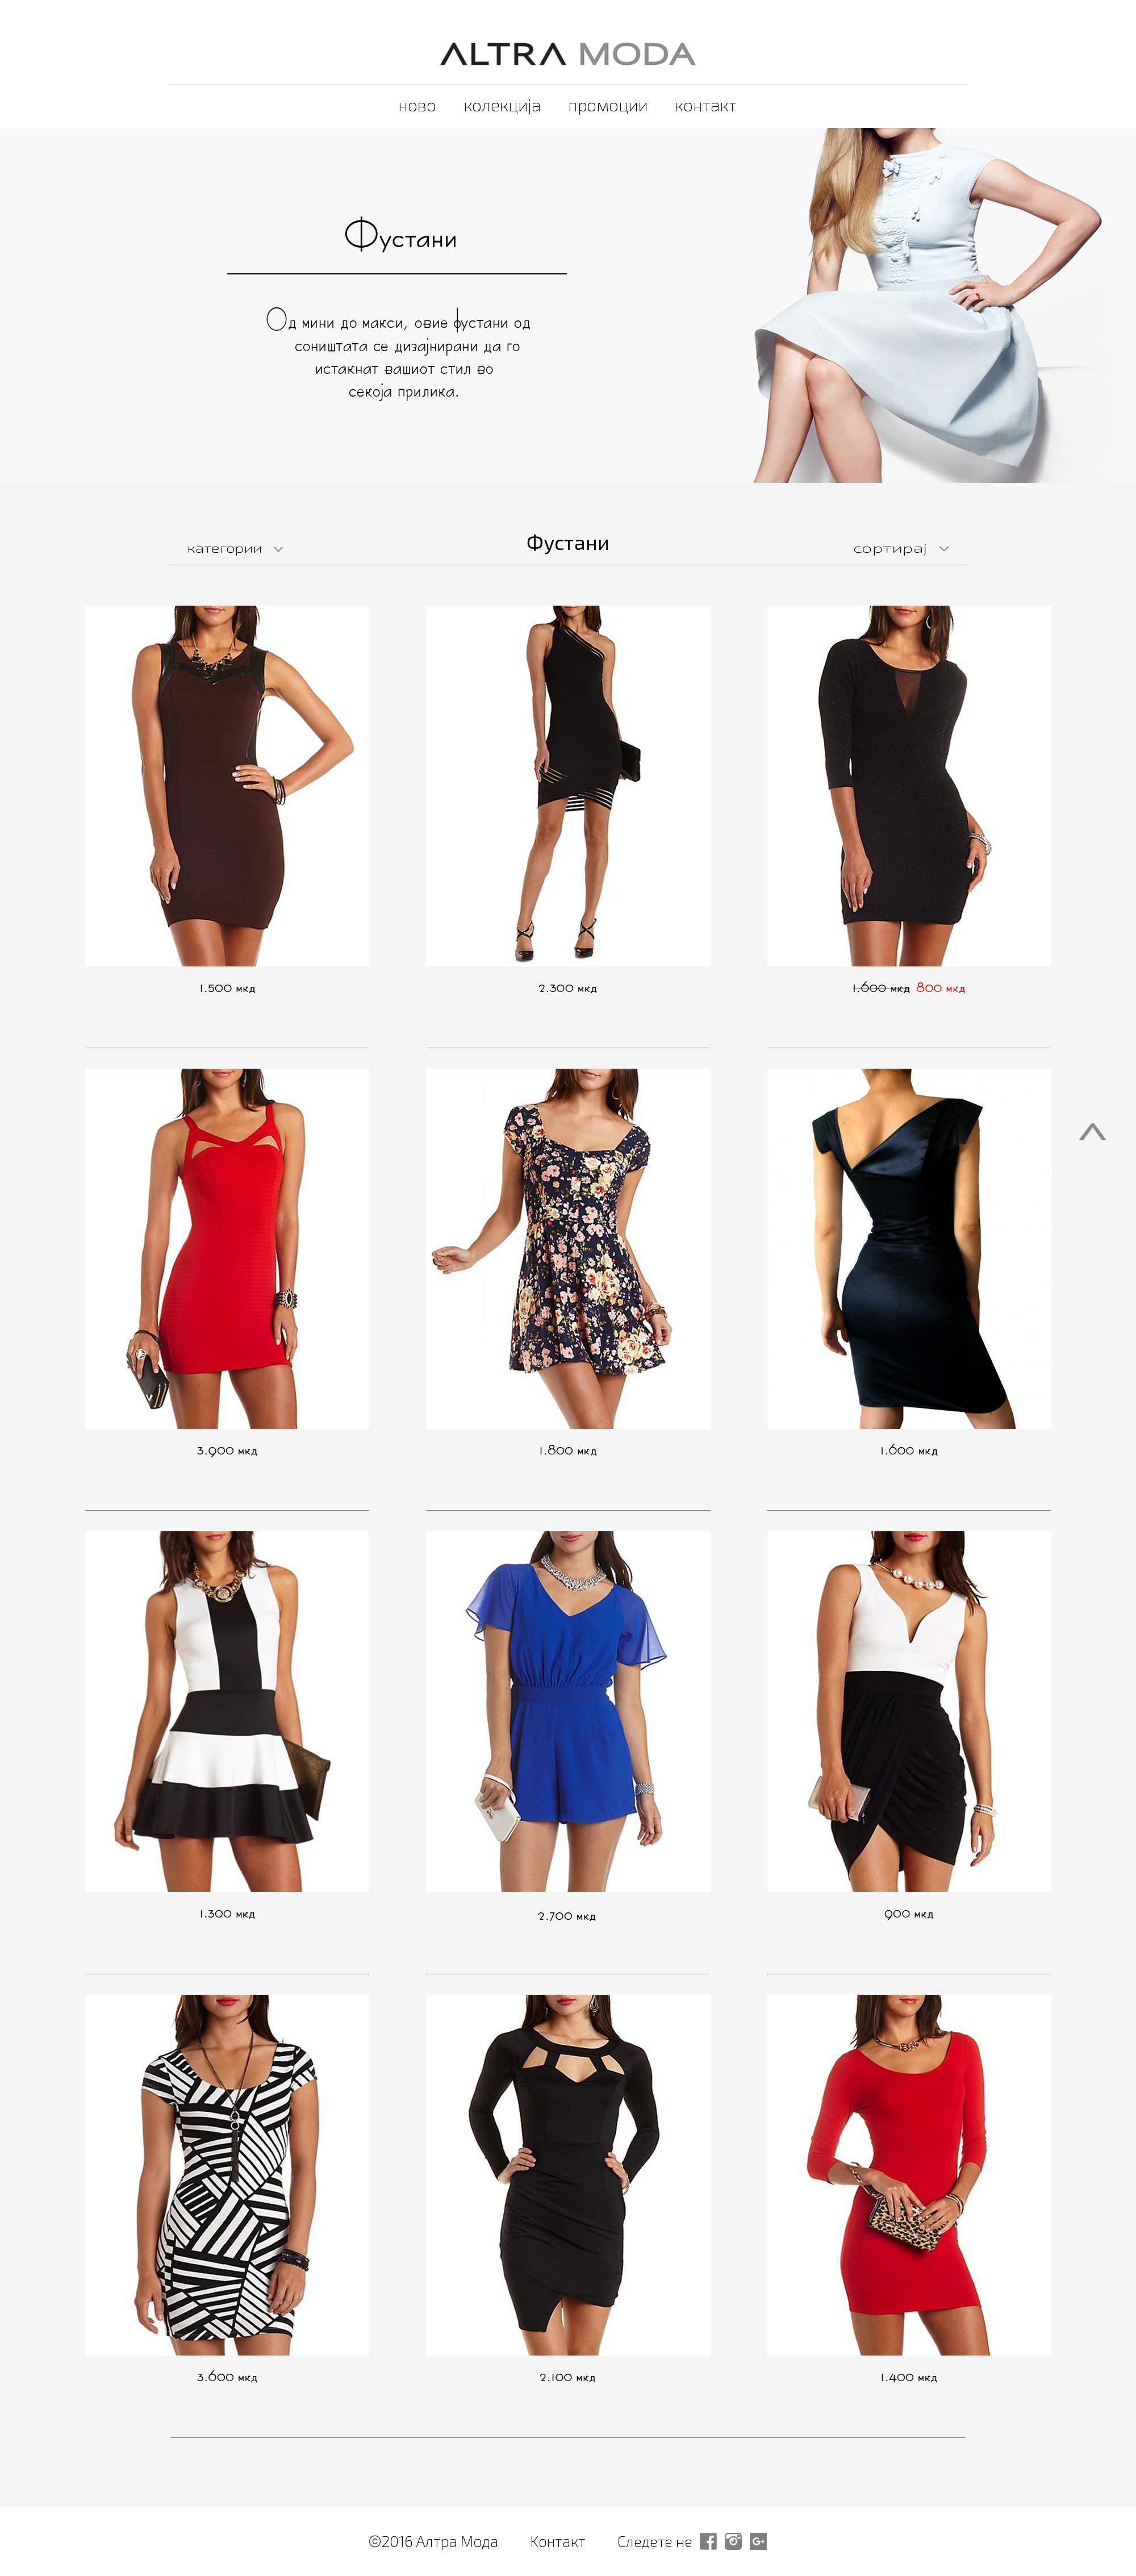 ALTRA MODA
ново колекција промоции контакт
Фустани
Од мини до макси, овие фустани од
соништата се дизајнирани да го
истакнат вашиот стил во
секоја прилика.
категории Фустани сортирај
1.500 мкд 2.300 мкд 1.600 мкд 800 мкд
3.900 мкд 1.800 мкд 1.600 мкд
1.300 мкд 2.700 мкд 900 мкд
3.600 мкд 2.100 мкд 1.400 мкд
©2016 Алтра Мода Контакт Следете не